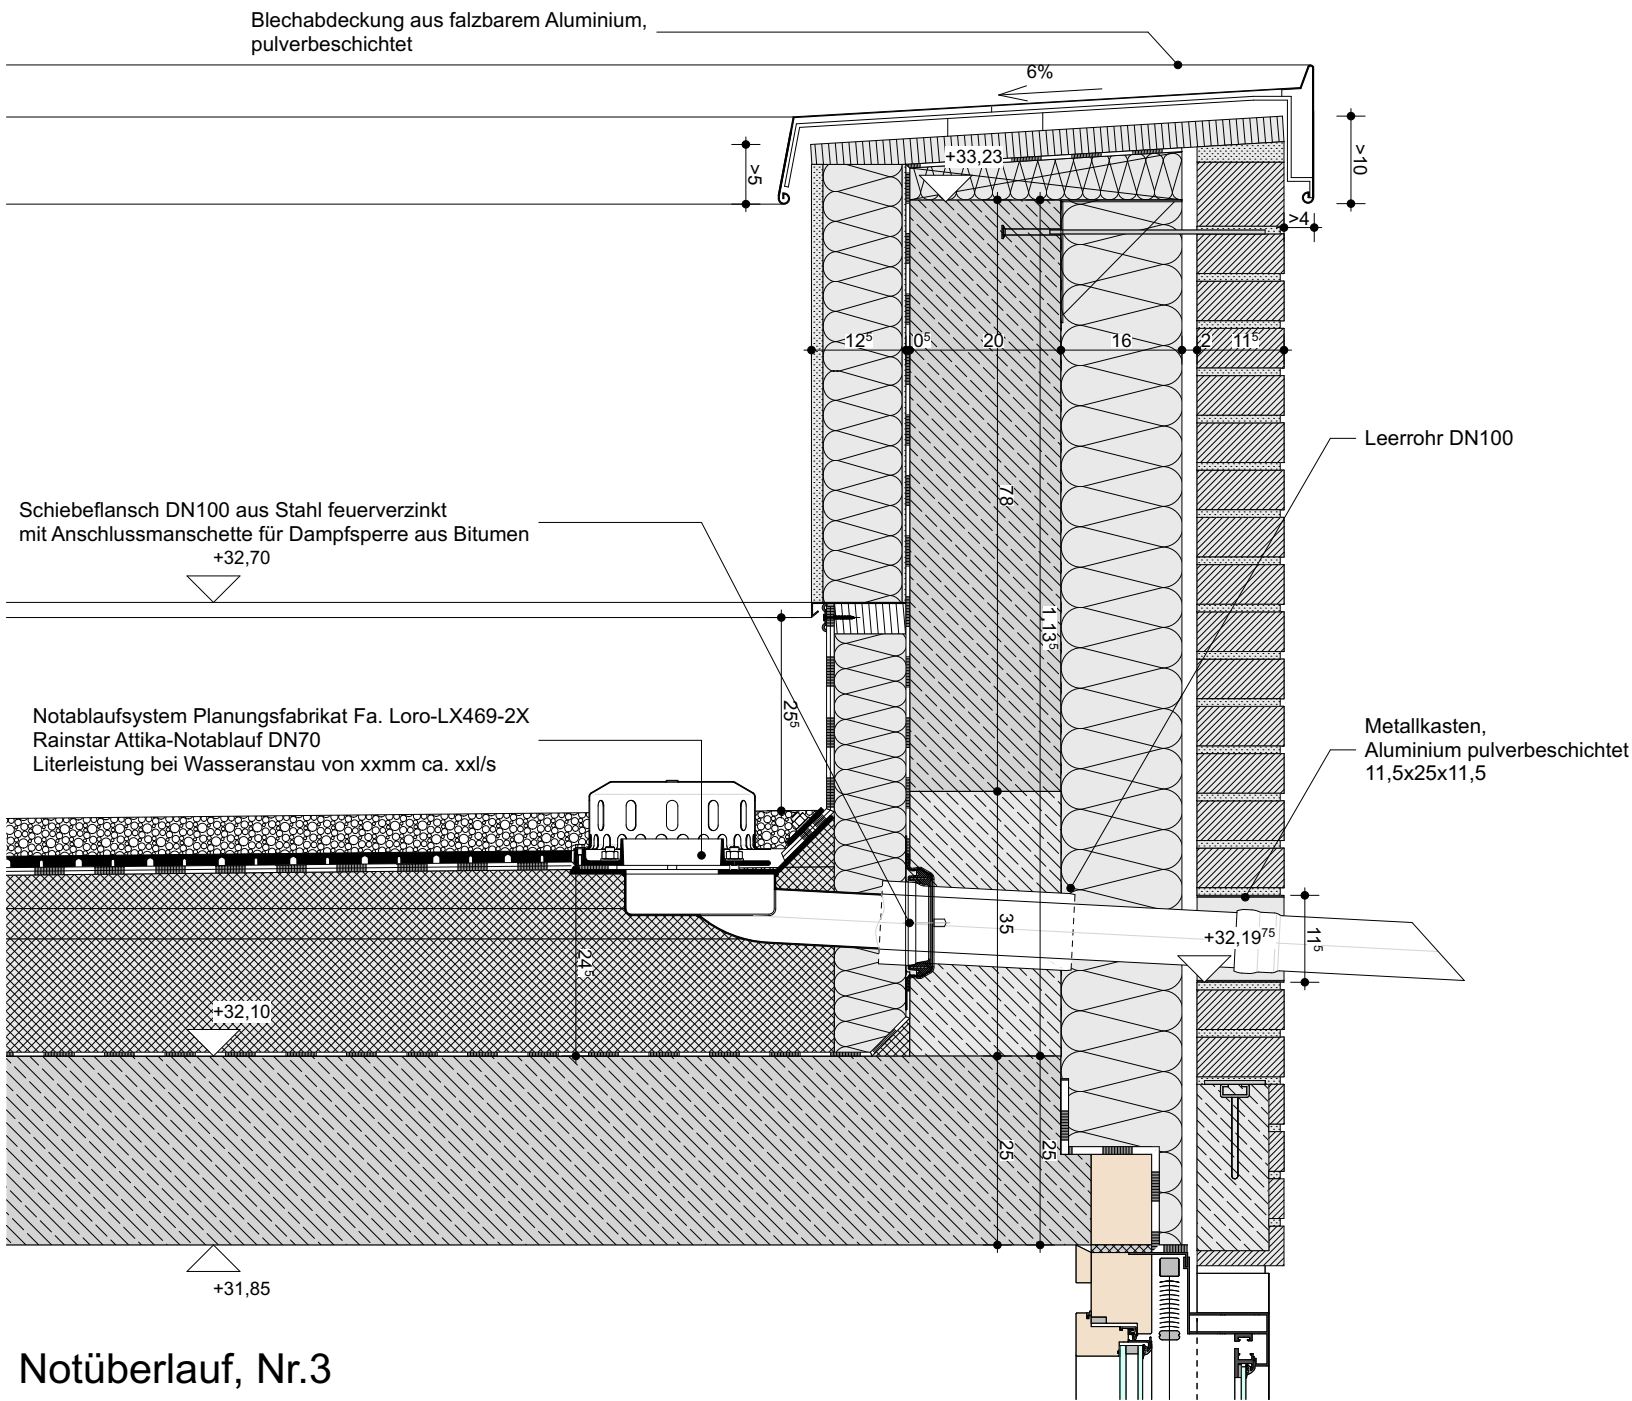 Blechabdeckung aus falzbarem Aluminium,
pulverbeschichtet
6%
>5
+33,23
>10
>4
12⁵
0⁵
20
16
2
11⁵
Leerrohr DN100
78
Schiebeflansch DN100 aus Stahl feuerverzinkt
mit Anschlussmanschette für Dampfsperre aus Bitumen
+32,70
1,13⁵
25⁵
Notablaufsystem Planungsfabrikat Fa. Loro-LX469-2X
Rainstar Attika-Notablauf DN70
Literleistung bei Wasseranstau von xxmm ca. xxl/s
Metallkasten,
Aluminium pulverbeschichtet
11,5x25x11,5
35
+32,19⁷⁵
11⁵
24⁵
+32,10
25
25
+31,85
Notüberlauf, Nr.3